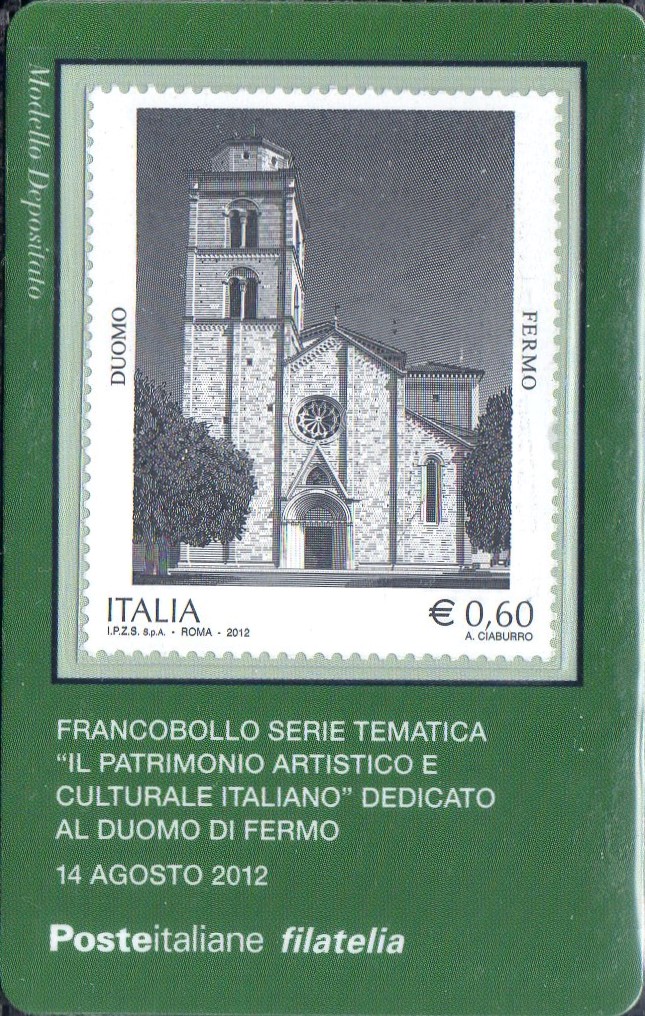 Modello Depositato
DUOMO
FERMO
ITALIA
€ 0,60
I.P.Z.S. S.p.A. - ROMA - 2012
A. CIABURRO
FRANCOBOLLO SERIE TEMATICA
“IL PATRIMONIO ARTISTICO E
CULTURALE ITALIANO” DEDICATO
AL DUOMO DI FERMO
14 AGOSTO 2012
Posteitaliane filatelia